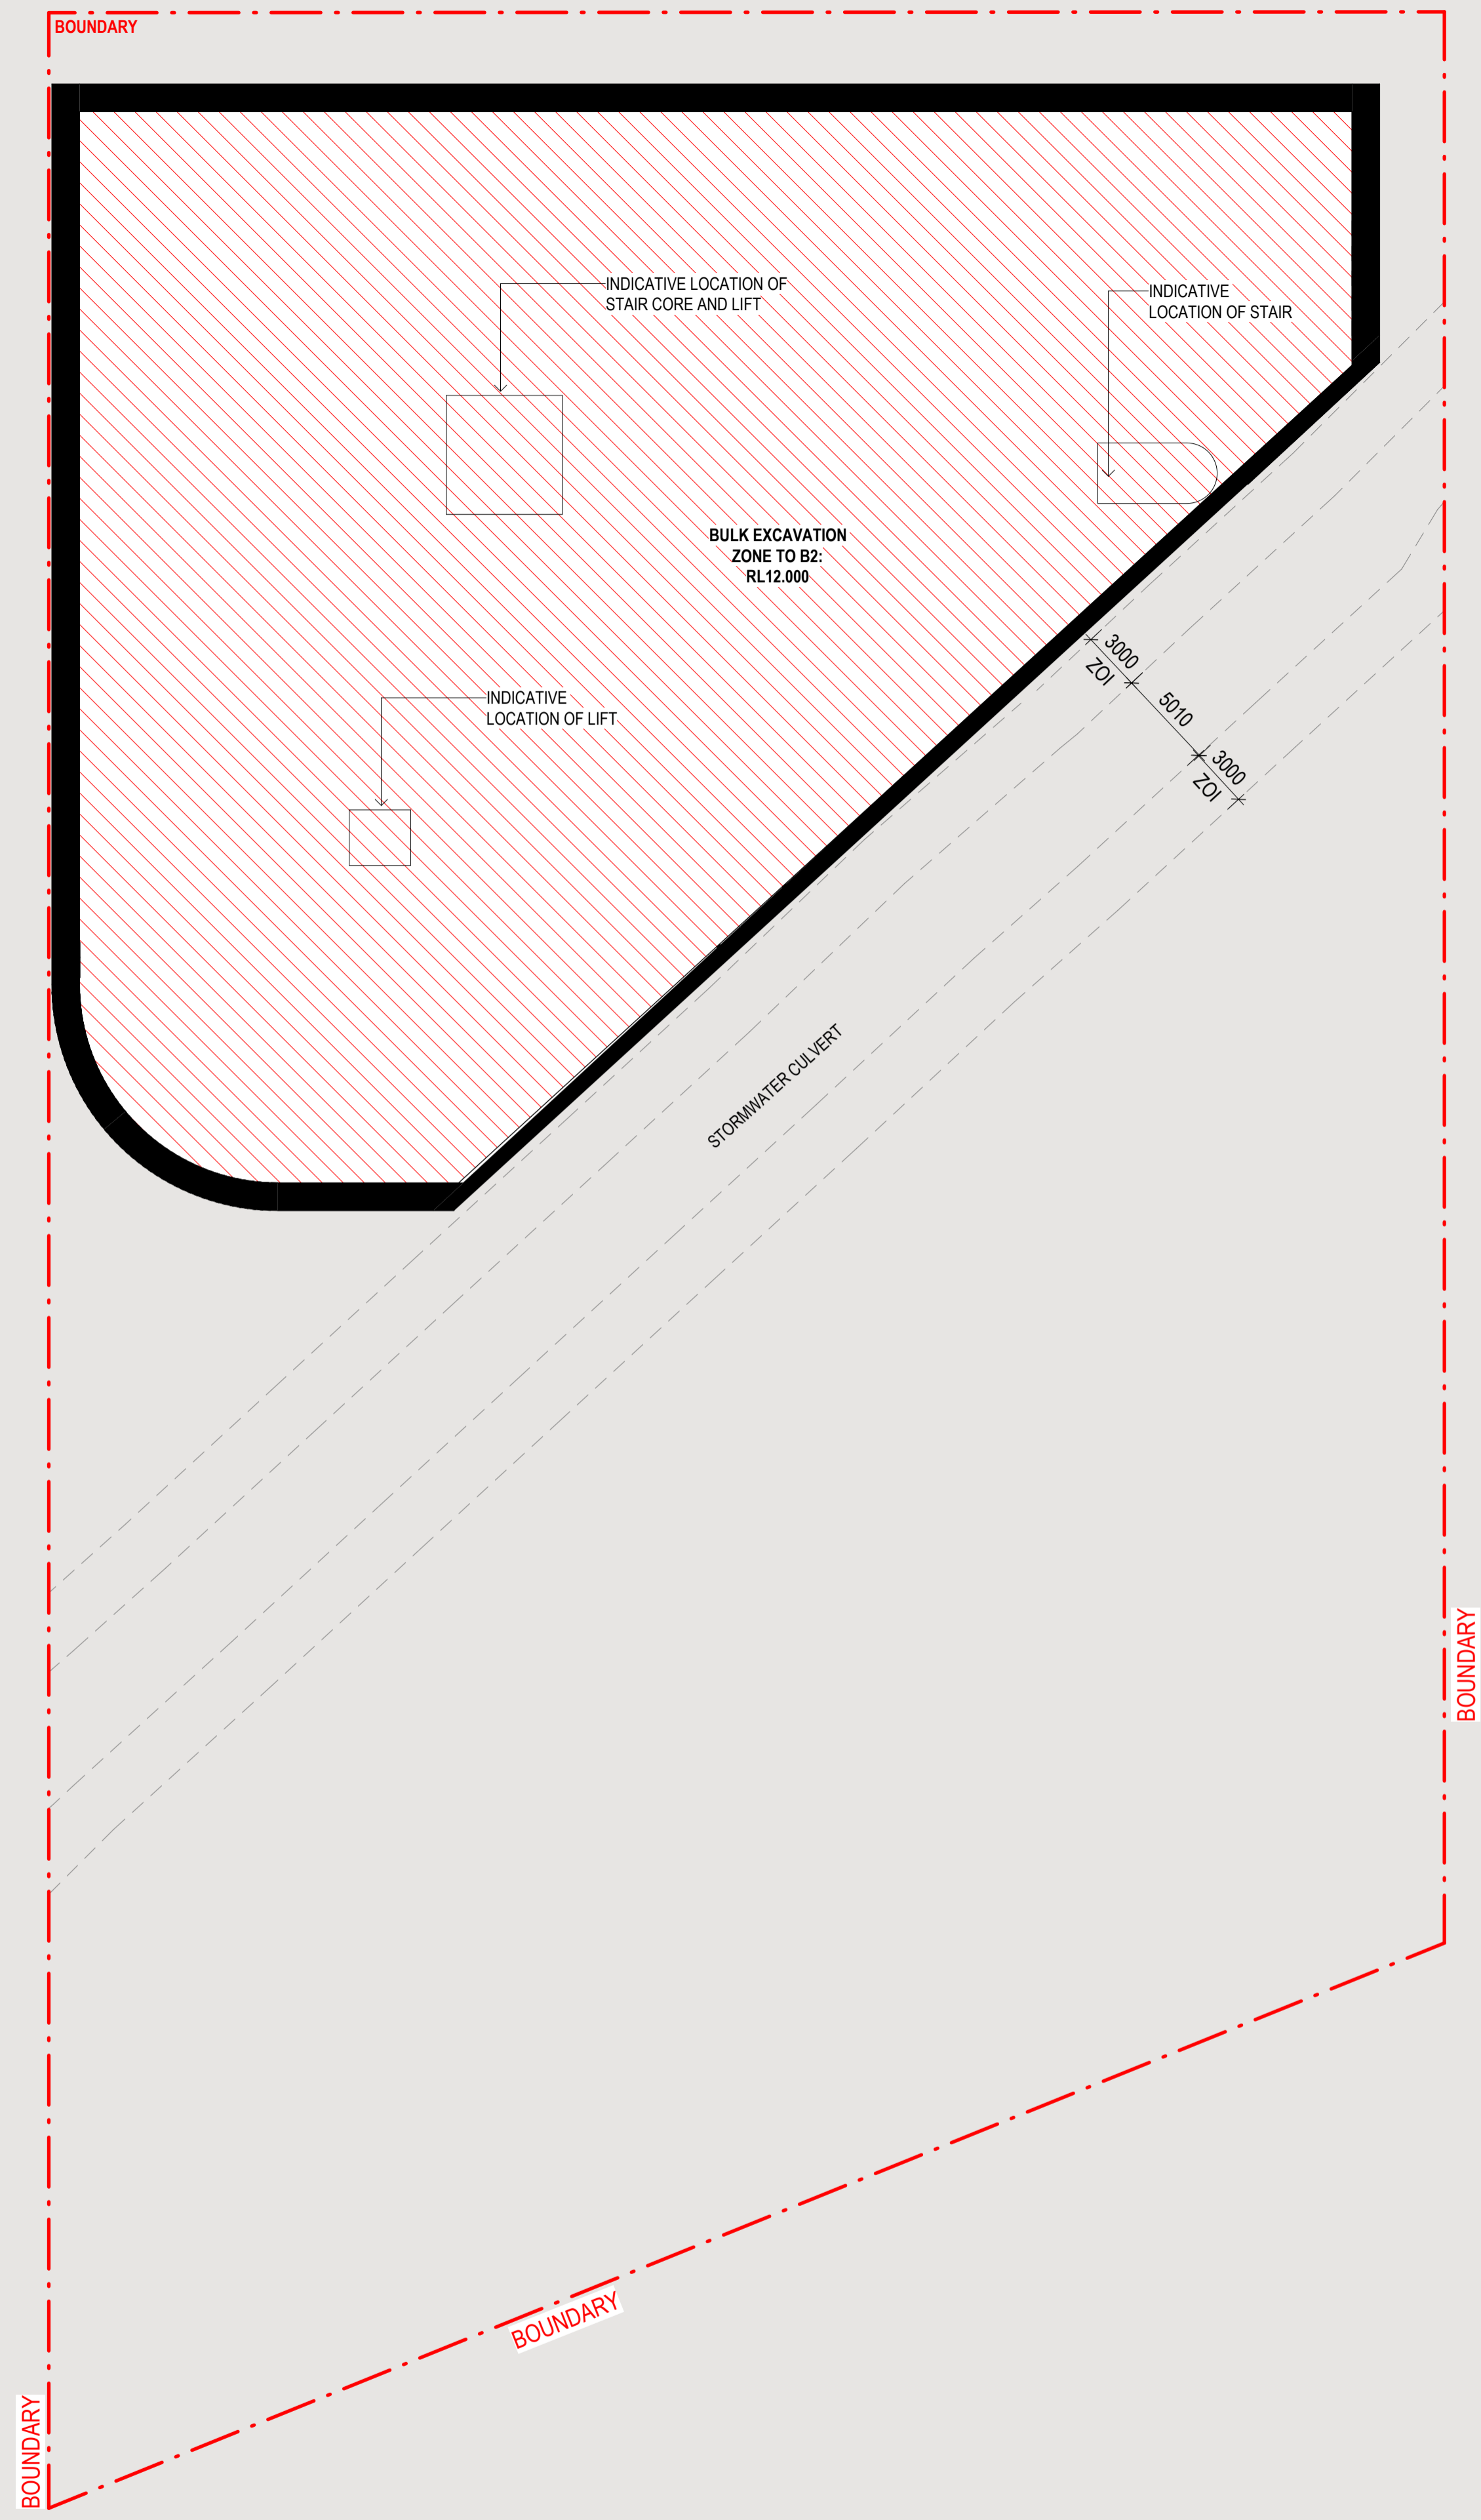 BOUNDARY
INDICATIVE LOCATION OF
STAIR CORE AND LIFT
INDICATIVE
LOCATION OF STAIR
BULK EXCAVATION
ZONE TO B2:
RL12.000
3000
ZOI
5010
3000
ZOI
INDICATIVE
LOCATION OF LIFT
STORMWATER CULVERT
BOUNDARY
BOUNDARY
BOUNDARY